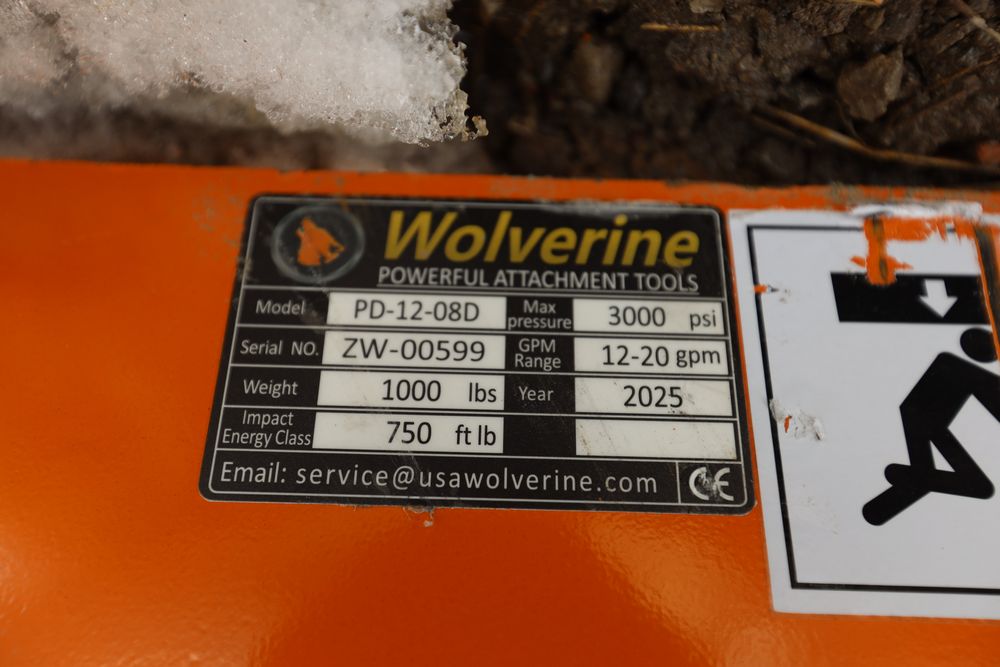 Wolverine
POWERFUL ATTACHMENT TOOLS
Model PD-12-08D Max pressure 3000 psi
Serial NO. ZW-00599 GPM Range 12-20 gpm
Weight 1000 lbs Year 2025
Impact Energy Class 750 ft lb
Email: service@usawolverine.com CE